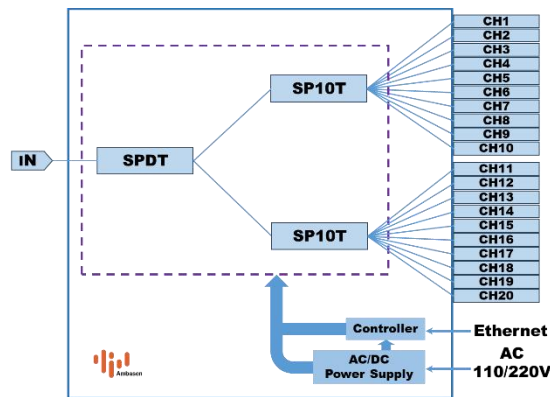 IN
SPDT
SP10T
SP10T
CH1
CH2
CH3
CH4
CH5
CH6
CH7
CH8
CH9
CH10
CH11
CH12
CH13
CH14
CH15
CH16
CH17
CH18
CH19
CH20
Controller
Ethernet
AC/DC
Power Supply
AC
110/220V
Ambasen